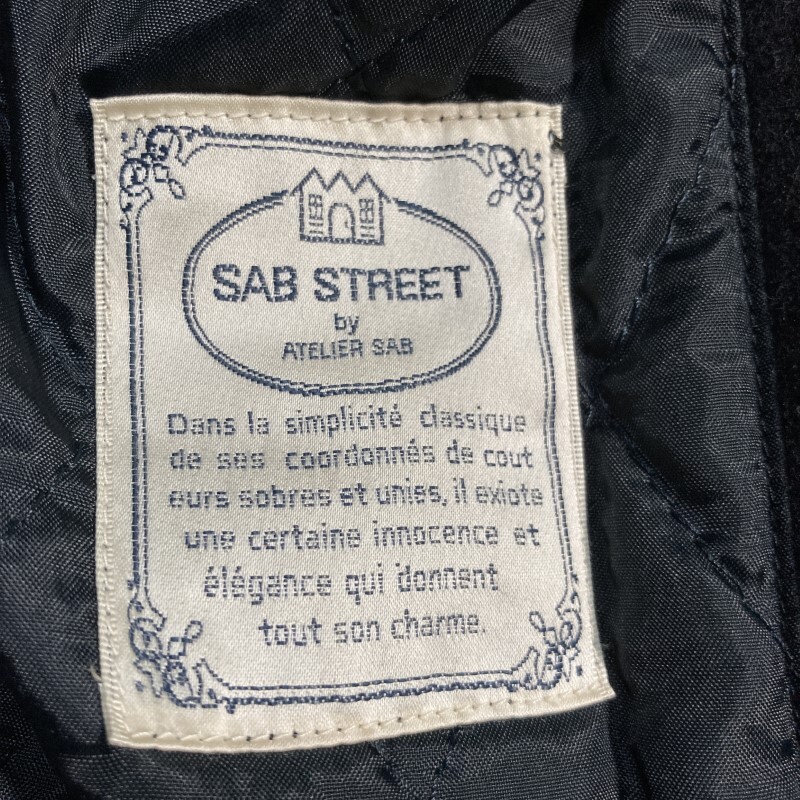 SAB STREET
by
ATELIER SAB
Dans la simplicité classique
de ses coordonnés de cout
eurs sobres et unies, il exiote
une certaine innocence et
élégance qui donnent
tout son charme.